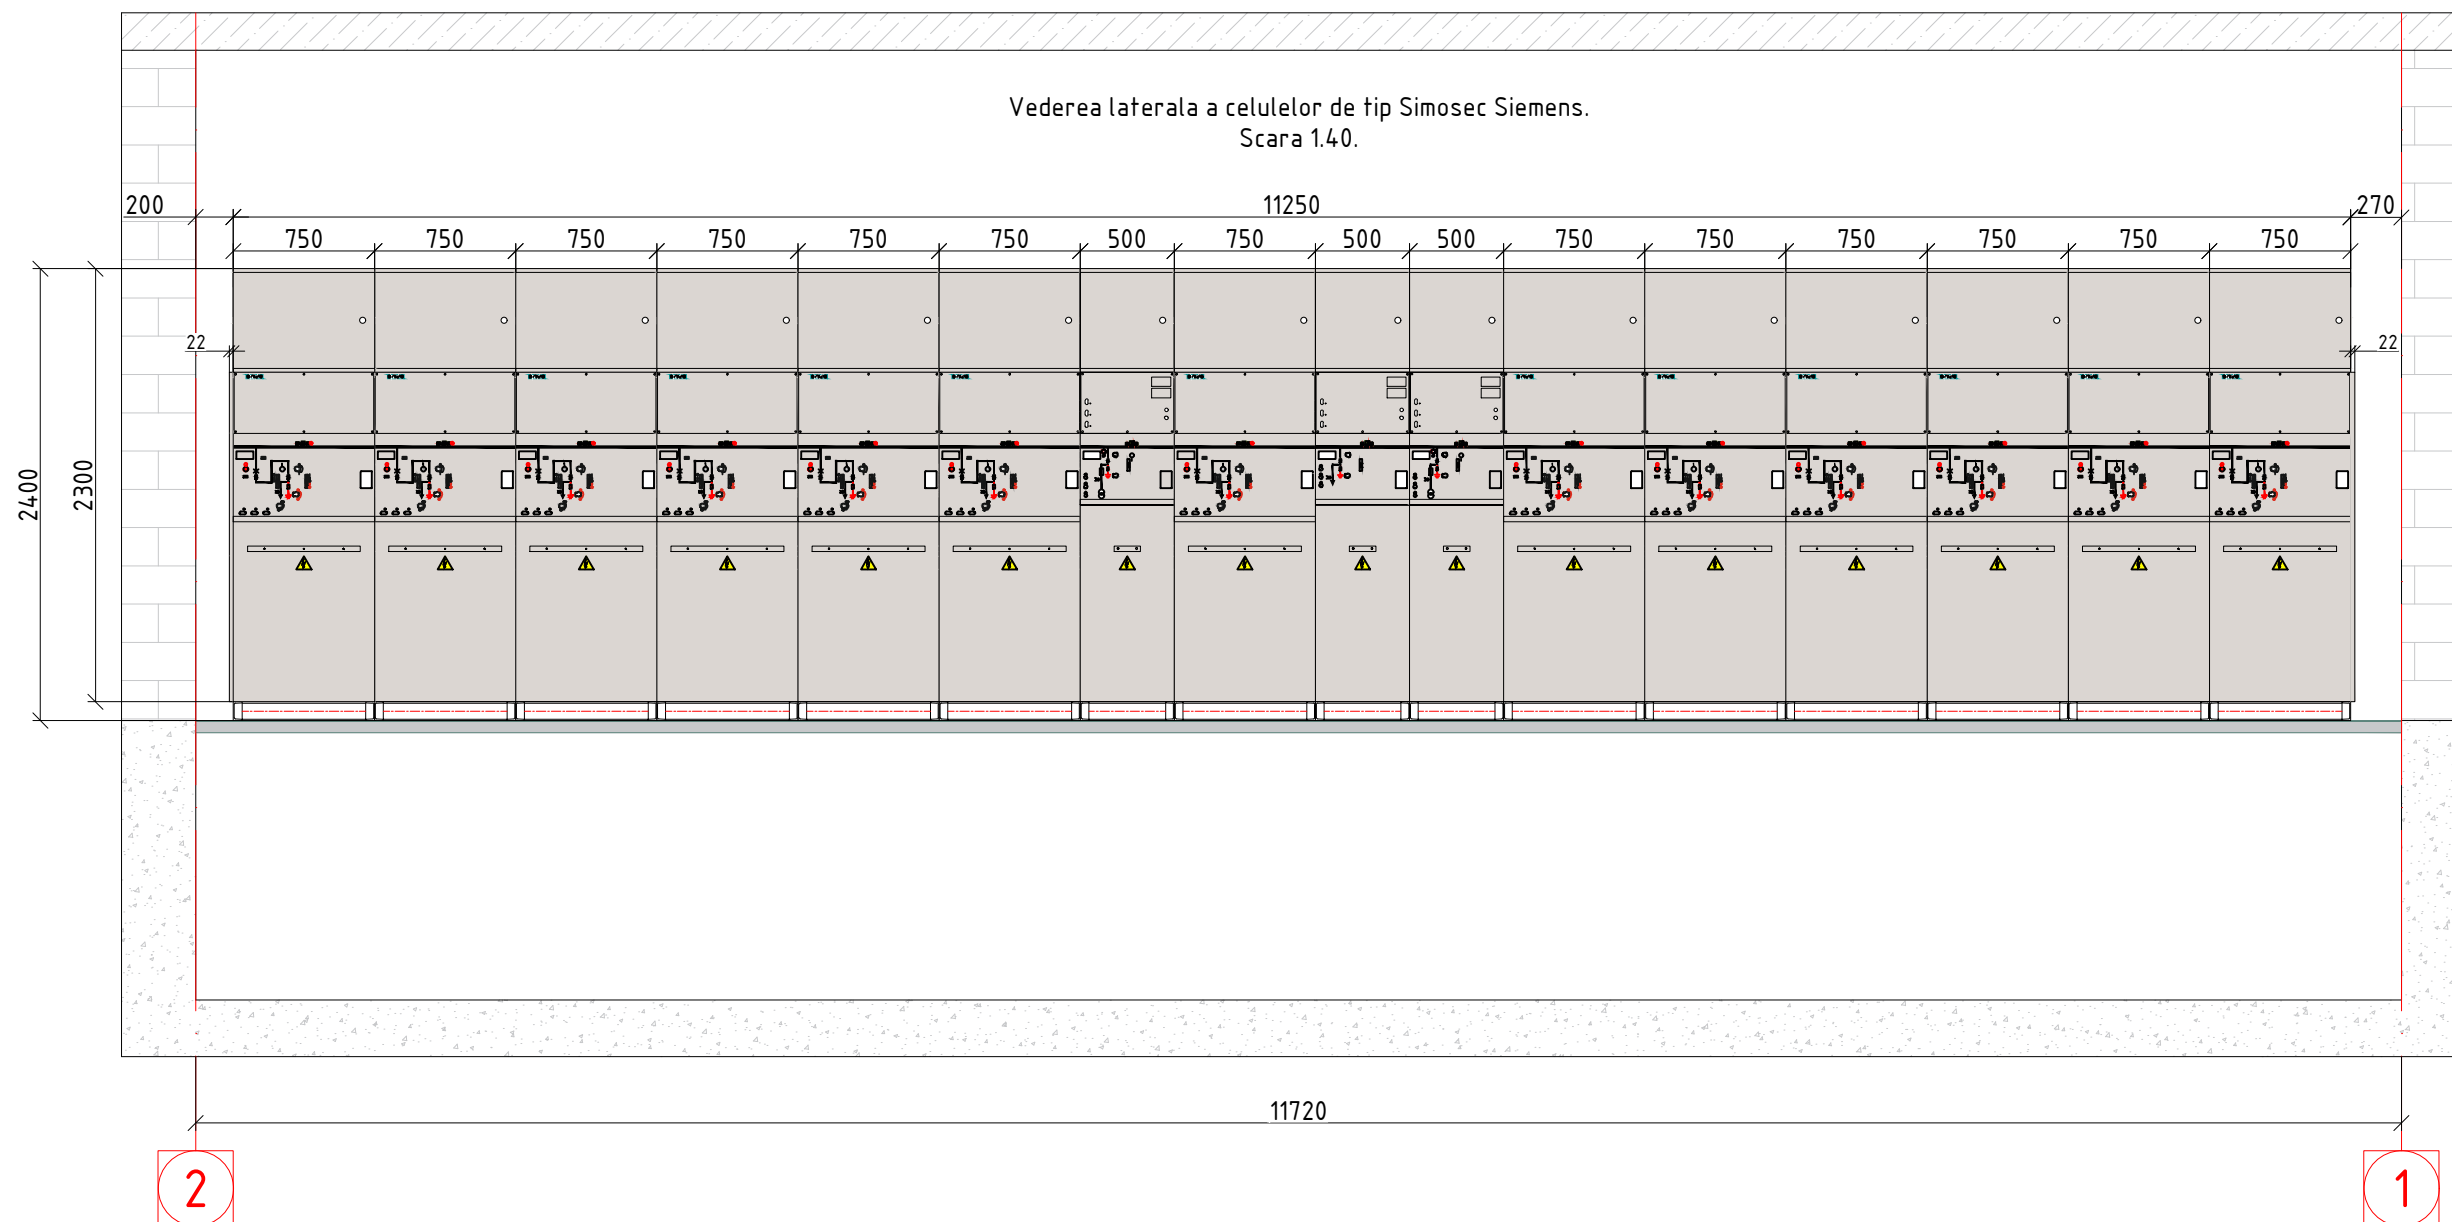 Vederea laterala a celulelor de tip Simosec Siemens.
Scara 1.40.
200 11250 270
750 750 750 750 750 750 500 750 500 500 750 750 750 750 750 750
22 22
2400 2300
11720
2 1